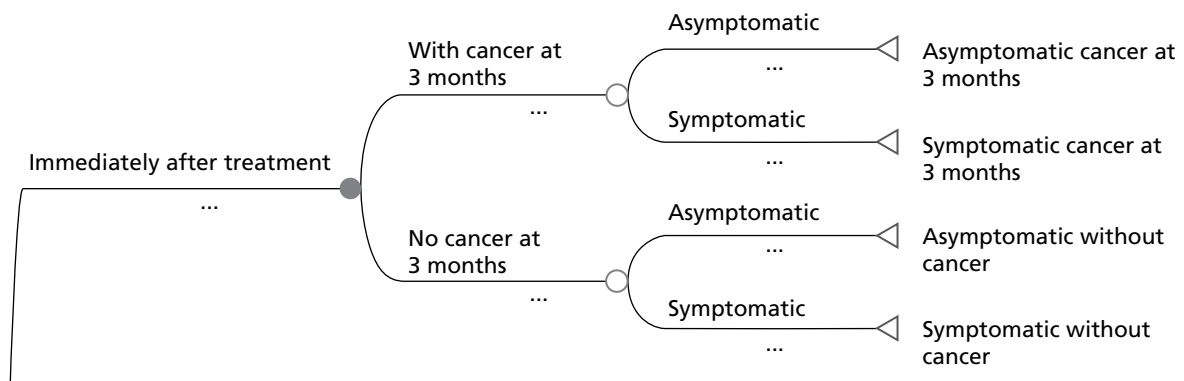 Asymptomatic
...
Asymptomatic cancer at
3 months
With cancer at
3 months
...
Symptomatic
...
Symptomatic cancer at
3 months
Immediately after treatment
...
Asymptomatic
...
Asymptomatic without
cancer
No cancer at
3 months
...
Symptomatic
...
Symptomatic without
cancer